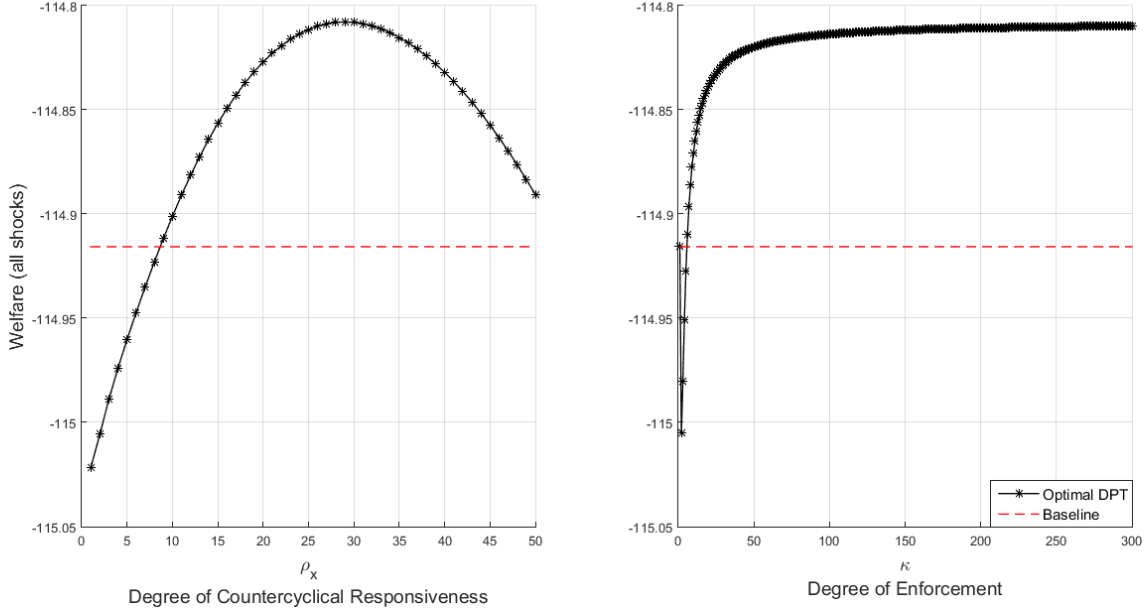 -114.8
-114.85
-114.9
-114.95
-115
-115.05
Welfare (all shocks)
0 5 10 15 20 25 30 35 40 45 50
ρx
Degree of Countercyclical Responsiveness
-114.8
-114.85
-114.9
-114.95
-115
-115.05
Optimal DPT
Baseline
0 50 100 150 200 250 300
κ
Degree of Enforcement